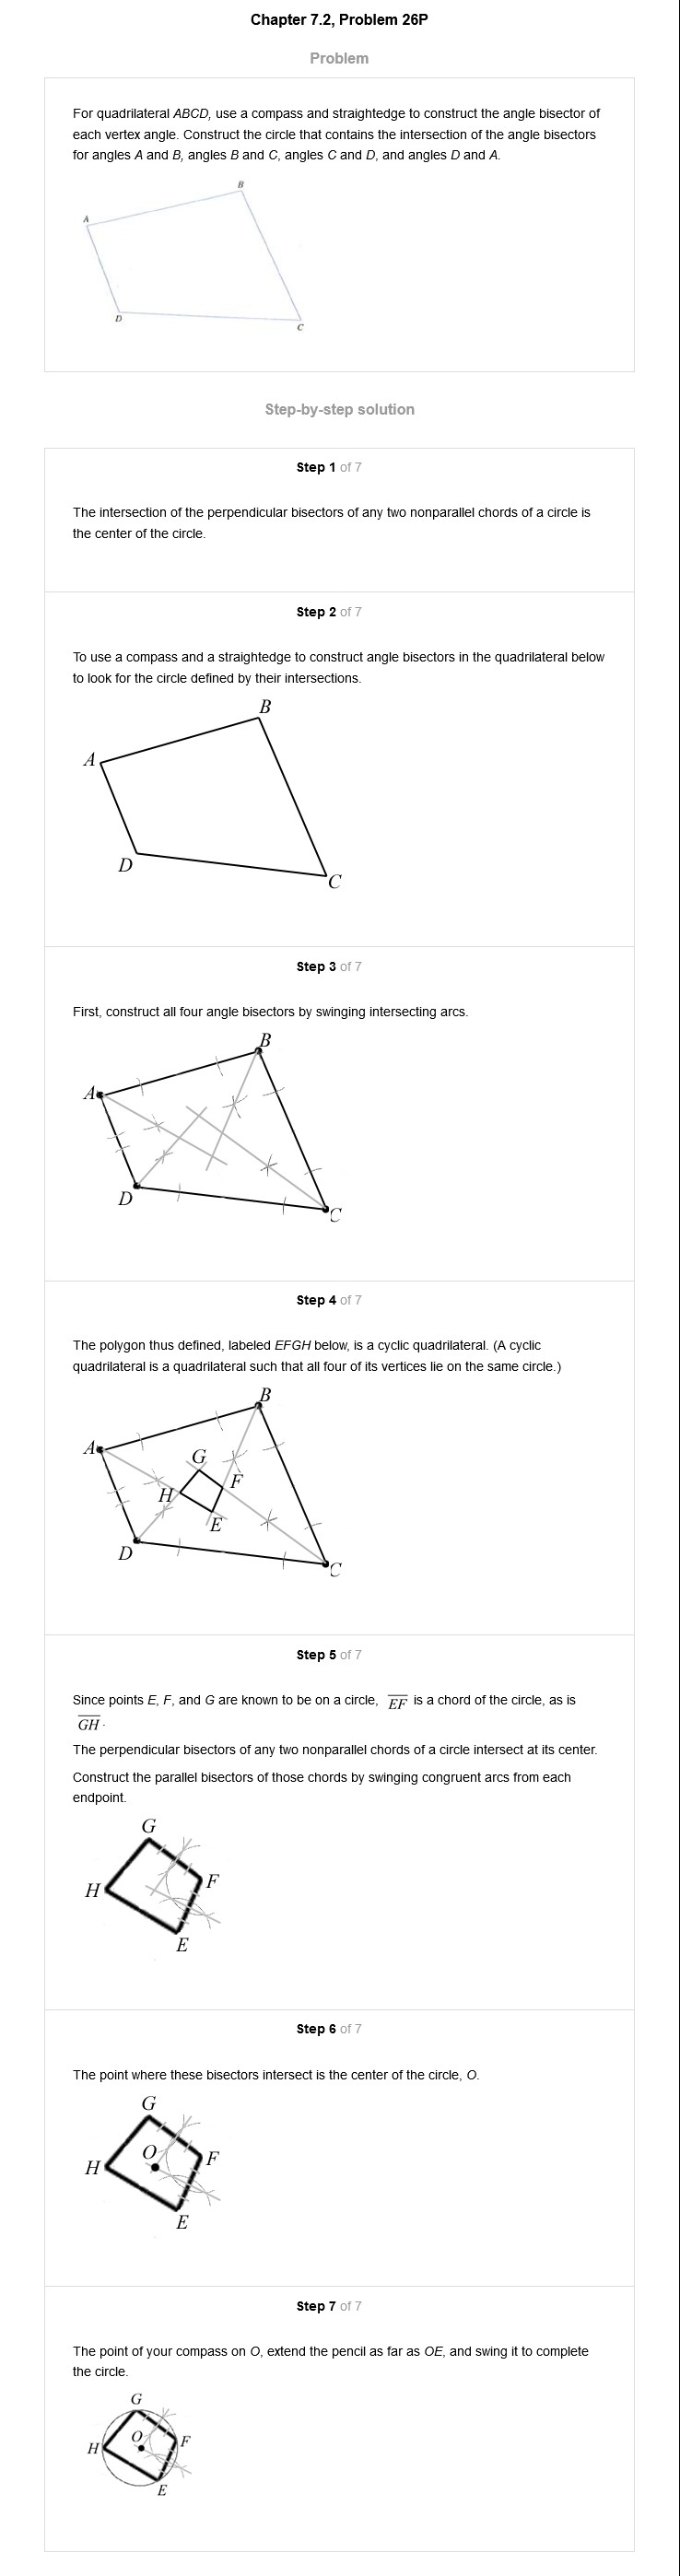 Chapter 7.2, Problem 26P
Problem
For quadrilateral ABCD, use a compass and straightedge to construct the angle bisector of
each vertex angle. Construct the circle that contains the intersection of the angle bisectors
for angles A and B, angles B and C, angles C and D, and angles D and A.
B
A
D
C
Step-by-step solution
Step 1 of 7
The intersection of the perpendicular bisectors of any two nonparallel chords of a circle is
the center of the circle.
Step 2 of 7
To use a compass and a straightedge to construct angle bisectors in the quadrilateral below
to look for the circle defined by their intersections.
B
A
D
C
Step 3 of 7
First, construct all four angle bisectors by swinging intersecting arcs.
B
A
D
C
Step 4 of 7
The polygon thus defined, labeled EFGH below, is a cyclic quadrilateral. (A cyclic
quadrilateral is a quadrilateral such that all four of its vertices lie on the same circle.)
B
A
G
F
H
E
D
C
Step 5 of 7
Since points E, F, and G are known to be on a circle, EF is a chord of the circle, as is
GH.
The perpendicular bisectors of any two nonparallel chords of a circle intersect at its center.
Construct the parallel bisectors of those chords by swinging congruent arcs from each
endpoint.
G
F
H
E
Step 6 of 7
The point where these bisectors intersect is the center of the circle, O.
G
O
F
H
E
Step 7 of 7
The point of your compass on O, extend the pencil as far as OE, and swing it to complete
the circle.
G
O
F
H
E